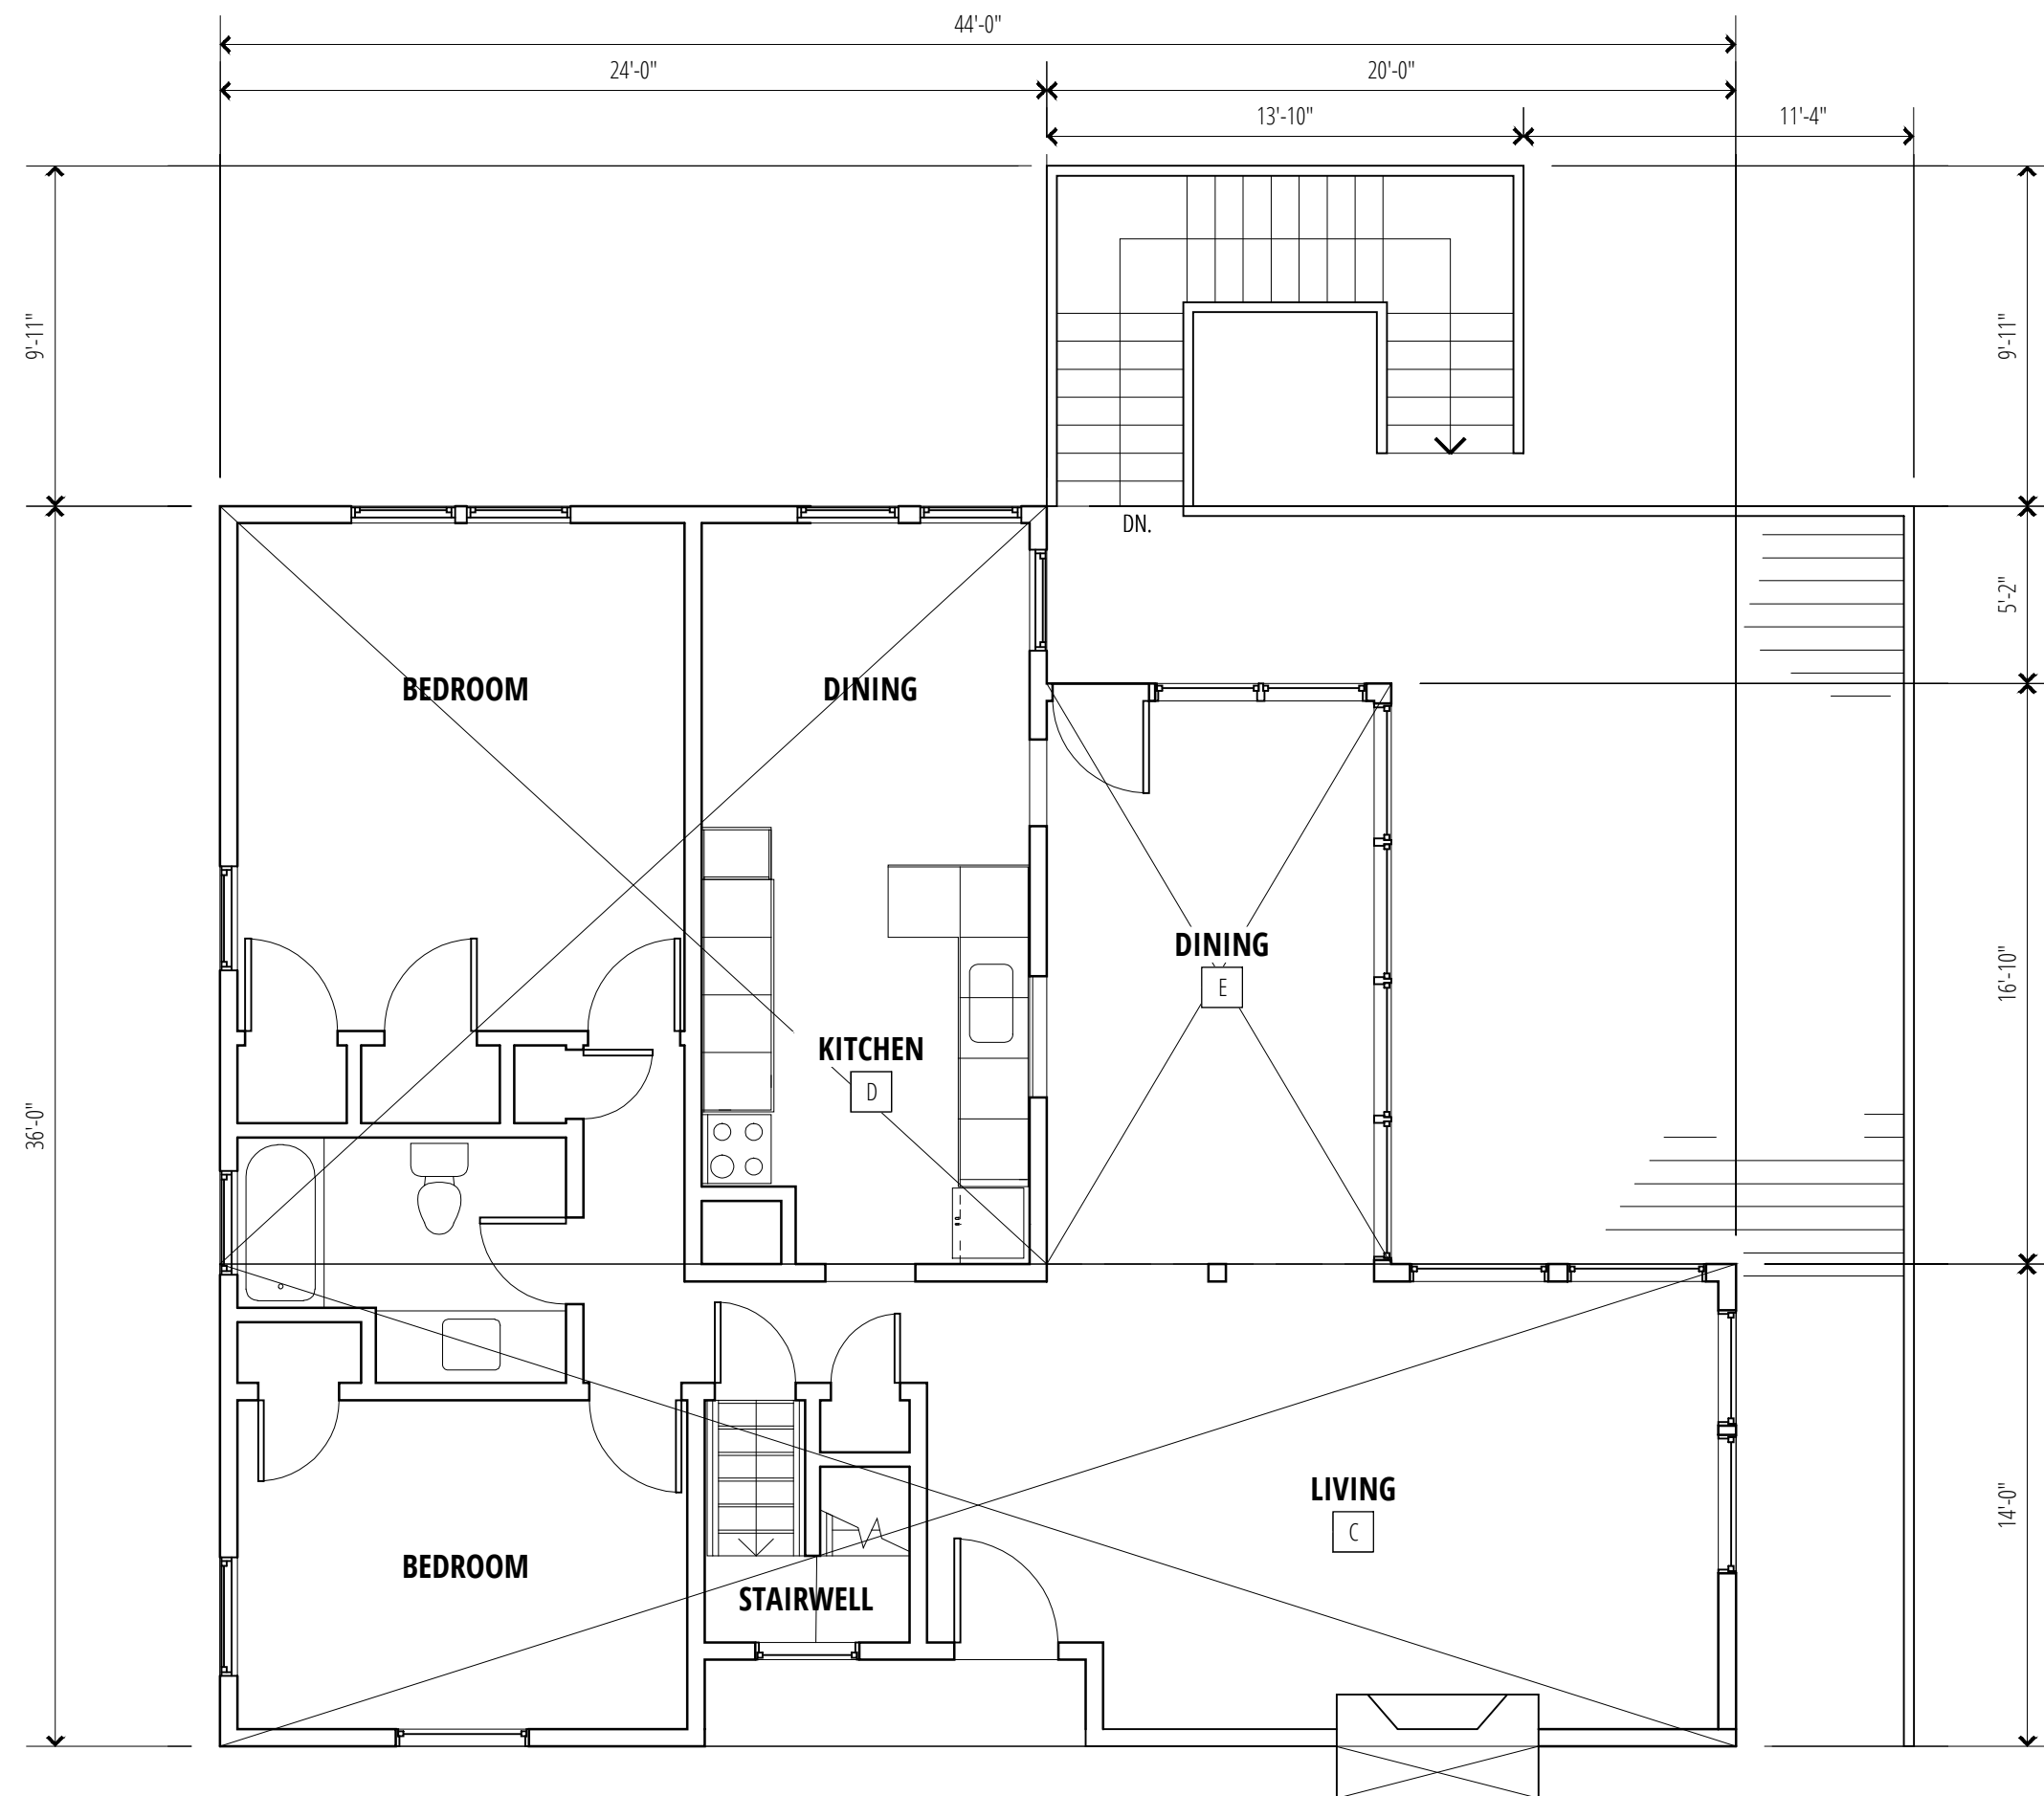 44'-0"
24'-0"
20'-0"
13'-10"
11'-4"
9'-11"
9'-11"
DN.
5'-2"
BEDROOM
DINING
DINING
E
16'-10"
KITCHEN
D
36'-0"
LIVING
C
14'-0"
BEDROOM
STAIRWELL